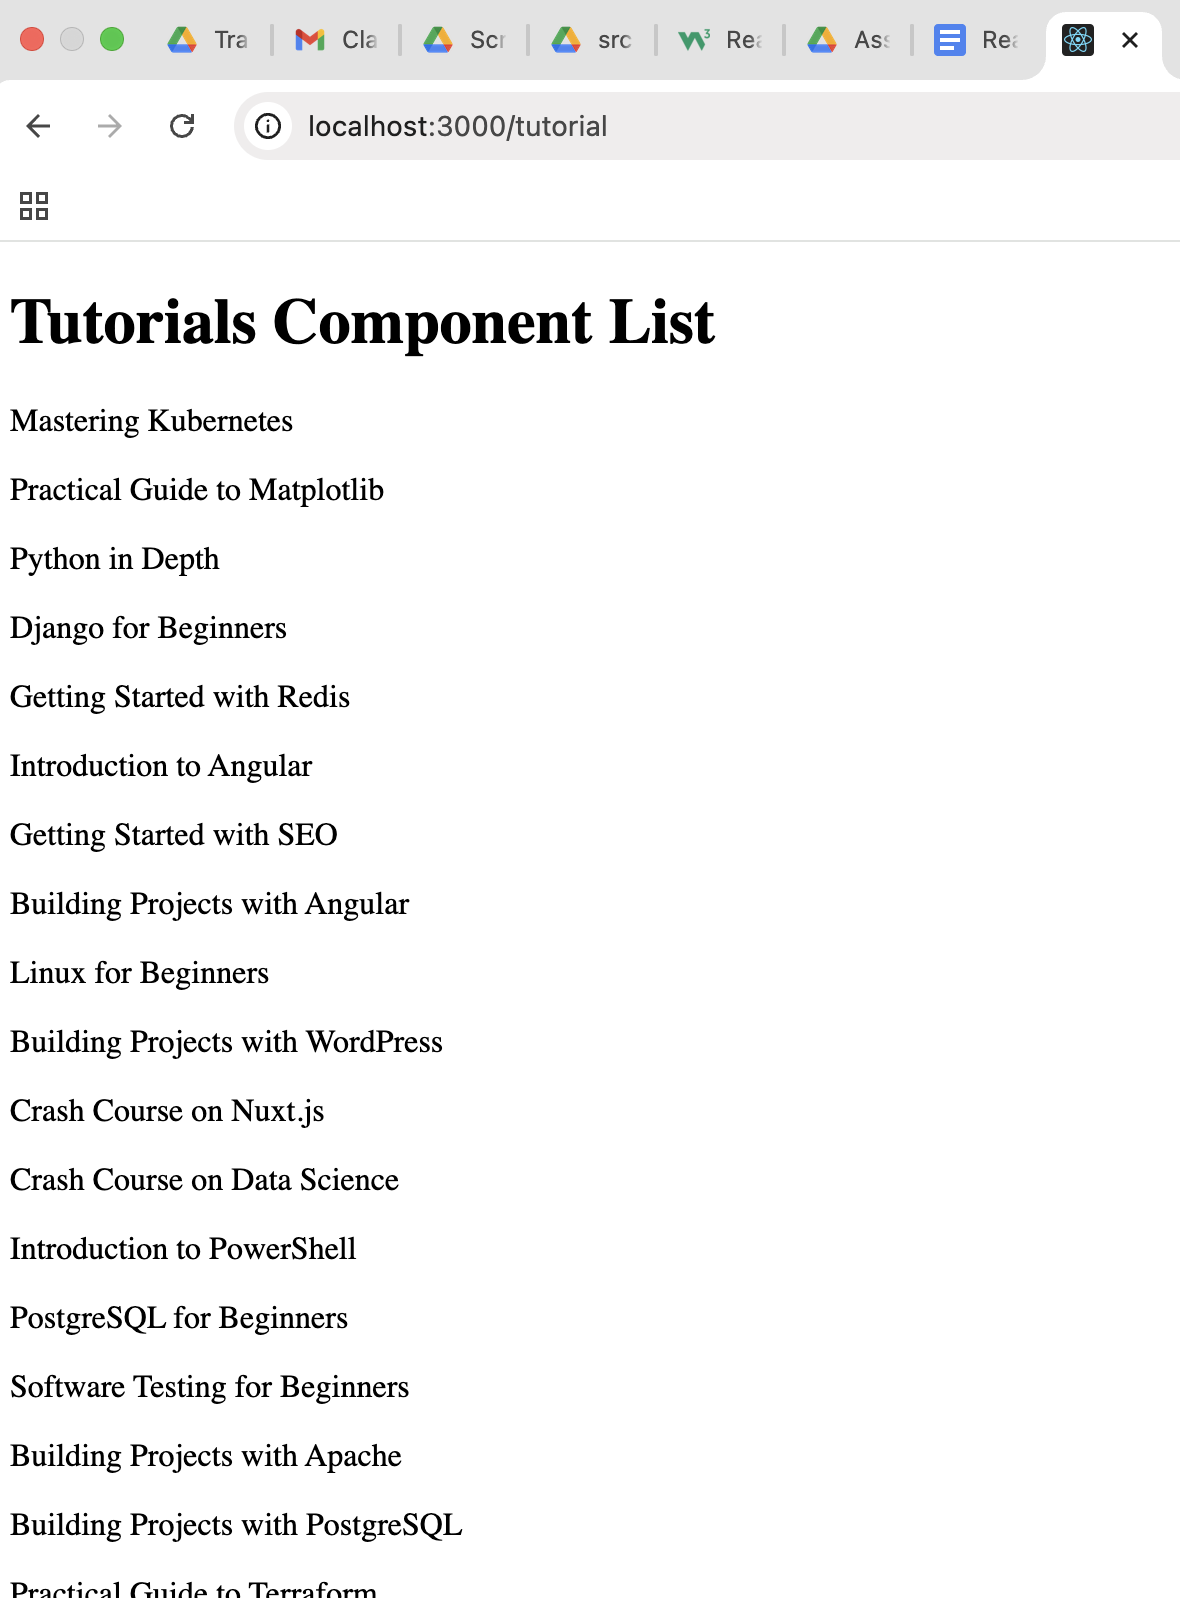 Tra Cla Scr src Rea Ass Rea
localhost:3000/tutorial
Tutorials Component List
Mastering Kubernetes
Practical Guide to Matplotlib
Python in Depth
Django for Beginners
Getting Started with Redis
Introduction to Angular
Getting Started with SEO
Building Projects with Angular
Linux for Beginners
Building Projects with WordPress
Crash Course on Nuxt.js
Crash Course on Data Science
Introduction to PowerShell
PostgreSQL for Beginners
Software Testing for Beginners
Building Projects with Apache
Building Projects with PostgreSQL
Practical Guide to Terraform